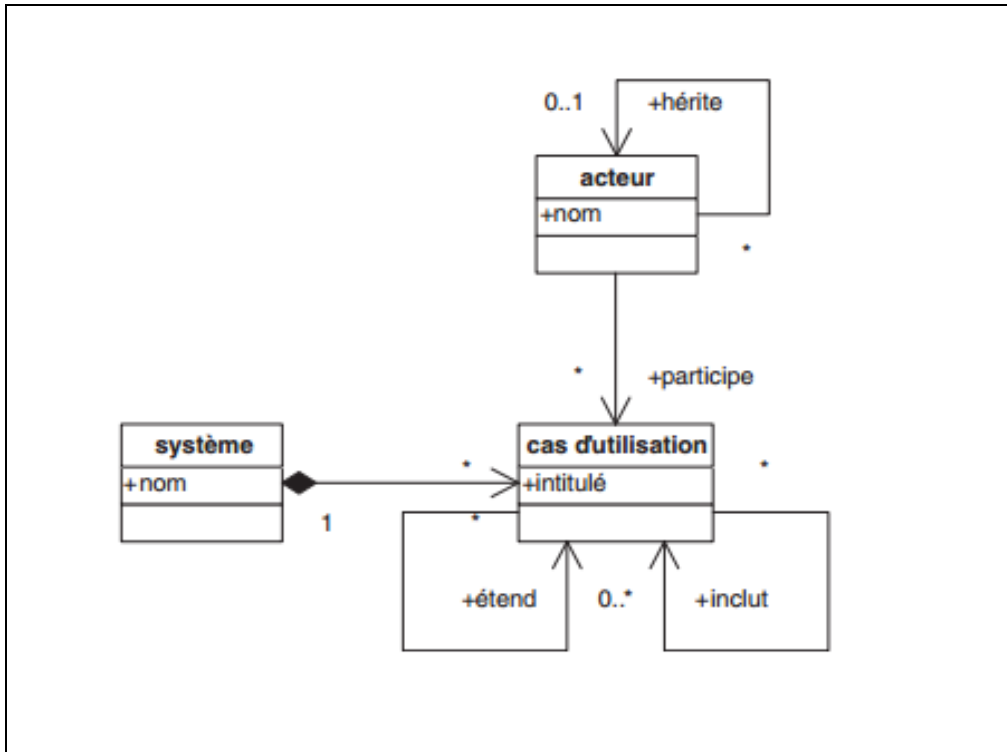 0..1
+hérite
acteur
+nom
*
*
+participe
système
+nom
1
*
cas d'utilisation
+intitulé
*
*
+étend
0..*
+inclut